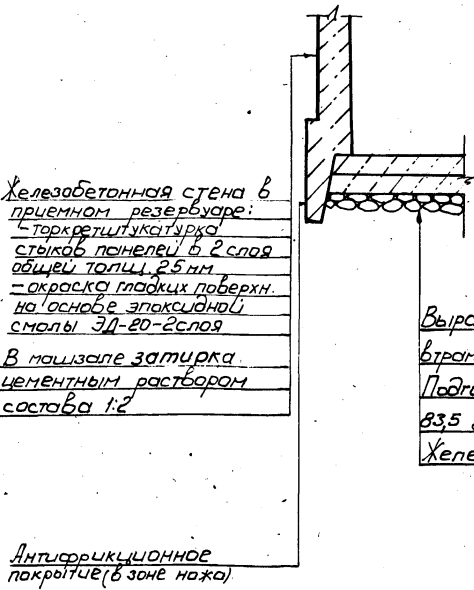 Железобетонная стена в
приемном резервуаре:
-торкретштукатурка
стыков панелей в 2 слоя
общей толщ. 25 мм
-окраска гладких поверхн.
на основе эпоксидной
смолы ЭД-20-2слоя
В машзале затирка
цементным раствором
состава 1:2
Антифрикционное
покрытие (в зоне ножа)
Выра
втрам
Подг
83,5
Желе